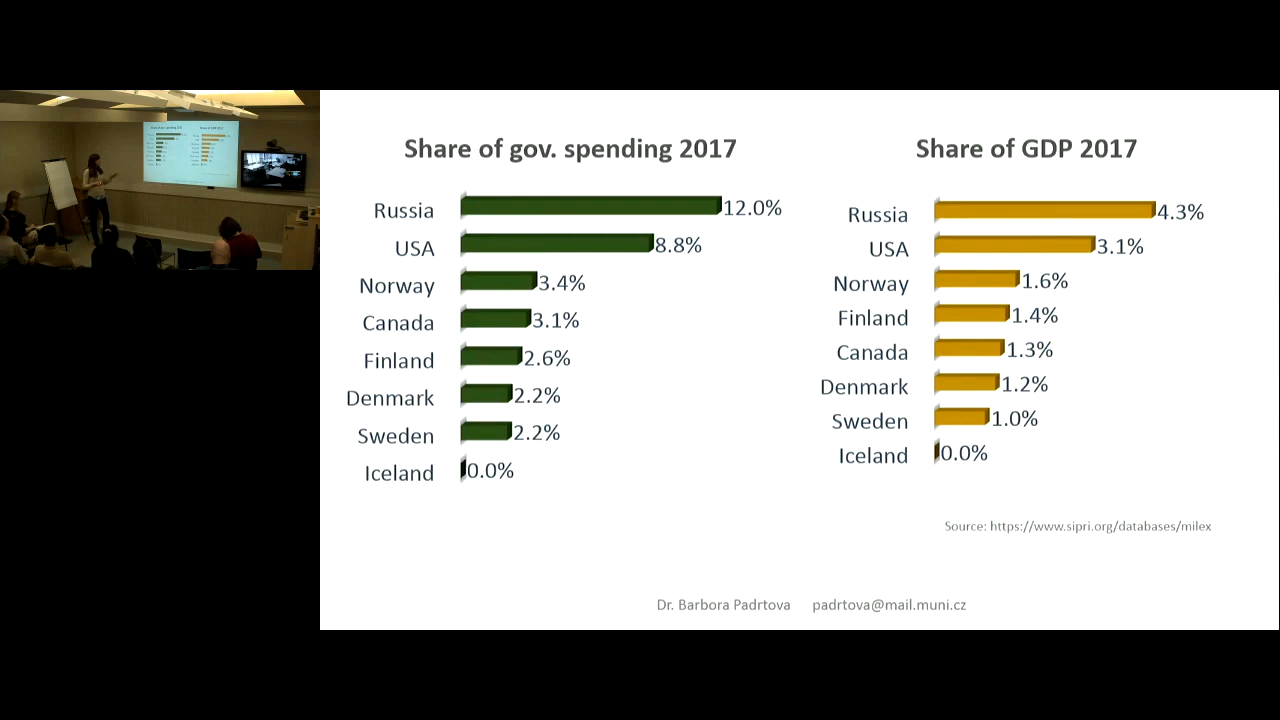 Share of gov. spending 2017
Russia 12.0%
USA 8.8%
Norway 3.4%
Canada 3.1%
Finland 2.6%
Denmark 2.2%
Sweden 2.2%
Iceland 0.0%
Share of GDP 2017
Russia 4.3%
USA 3.1%
Norway 1.6%
Finland 1.4%
Canada 1.3%
Denmark 1.2%
Sweden 1.0%
Iceland 0.0%
Source: https://www.sipri.org/databases/milex
Dr. Barbora Padrtova padrtova@mail.muni.cz